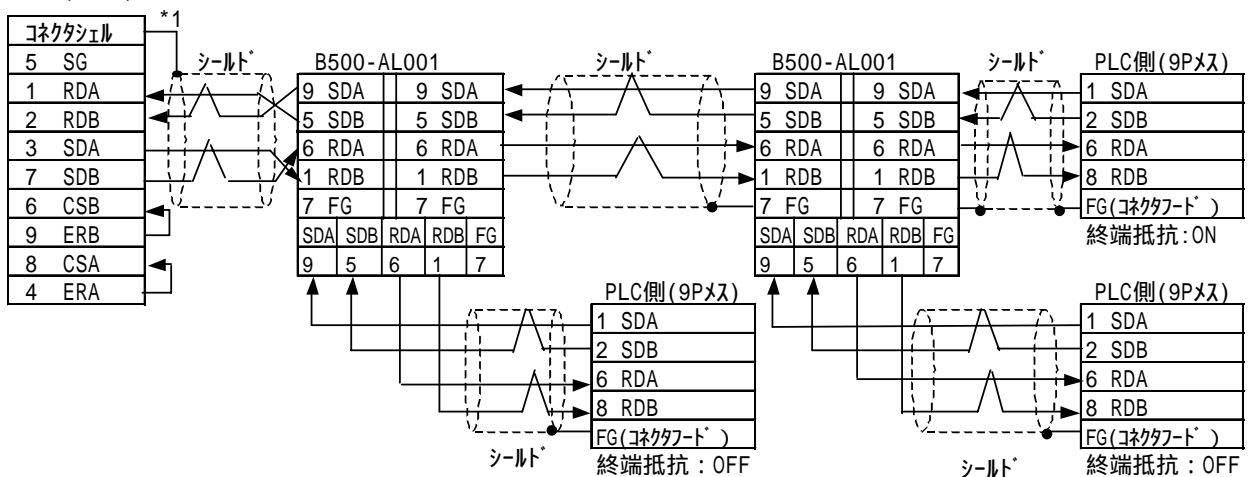 *1
コネクタシェル
5 SG
1 RDA
2 RDB
3 SDA
7 SDB
6 CSB
9 ERB
8 CSA
4 ERA
シールド
B500-AL001
9 SDA 9 SDA
5 SDB 5 SDB
6 RDA 6 RDA
1 RDB 1 RDB
7 FG 7 FG
SDA SDB RDA RDB FG
9 5 6 1 7
シールド
B500-AL001
9 SDA 9 SDA
5 SDB 5 SDB
6 RDA 6 RDA
1 RDB 1 RDB
7 FG 7 FG
SDA SDB RDA RDB FG
9 5 6 1 7
シールド
PLC側(9Pメス)
1 SDA
2 SDB
6 RDA
8 RDB
FG(コネクタフード)
終端抵抗:ON
PLC側(9Pメス)
1 SDA
2 SDB
6 RDA
8 RDB
FG(コネクタフード)
終端抵抗:OFF
シールド
PLC側(9Pメス)
1 SDA
2 SDB
6 RDA
8 RDB
FG(コネクタフード)
終端抵抗:OFF
シールド